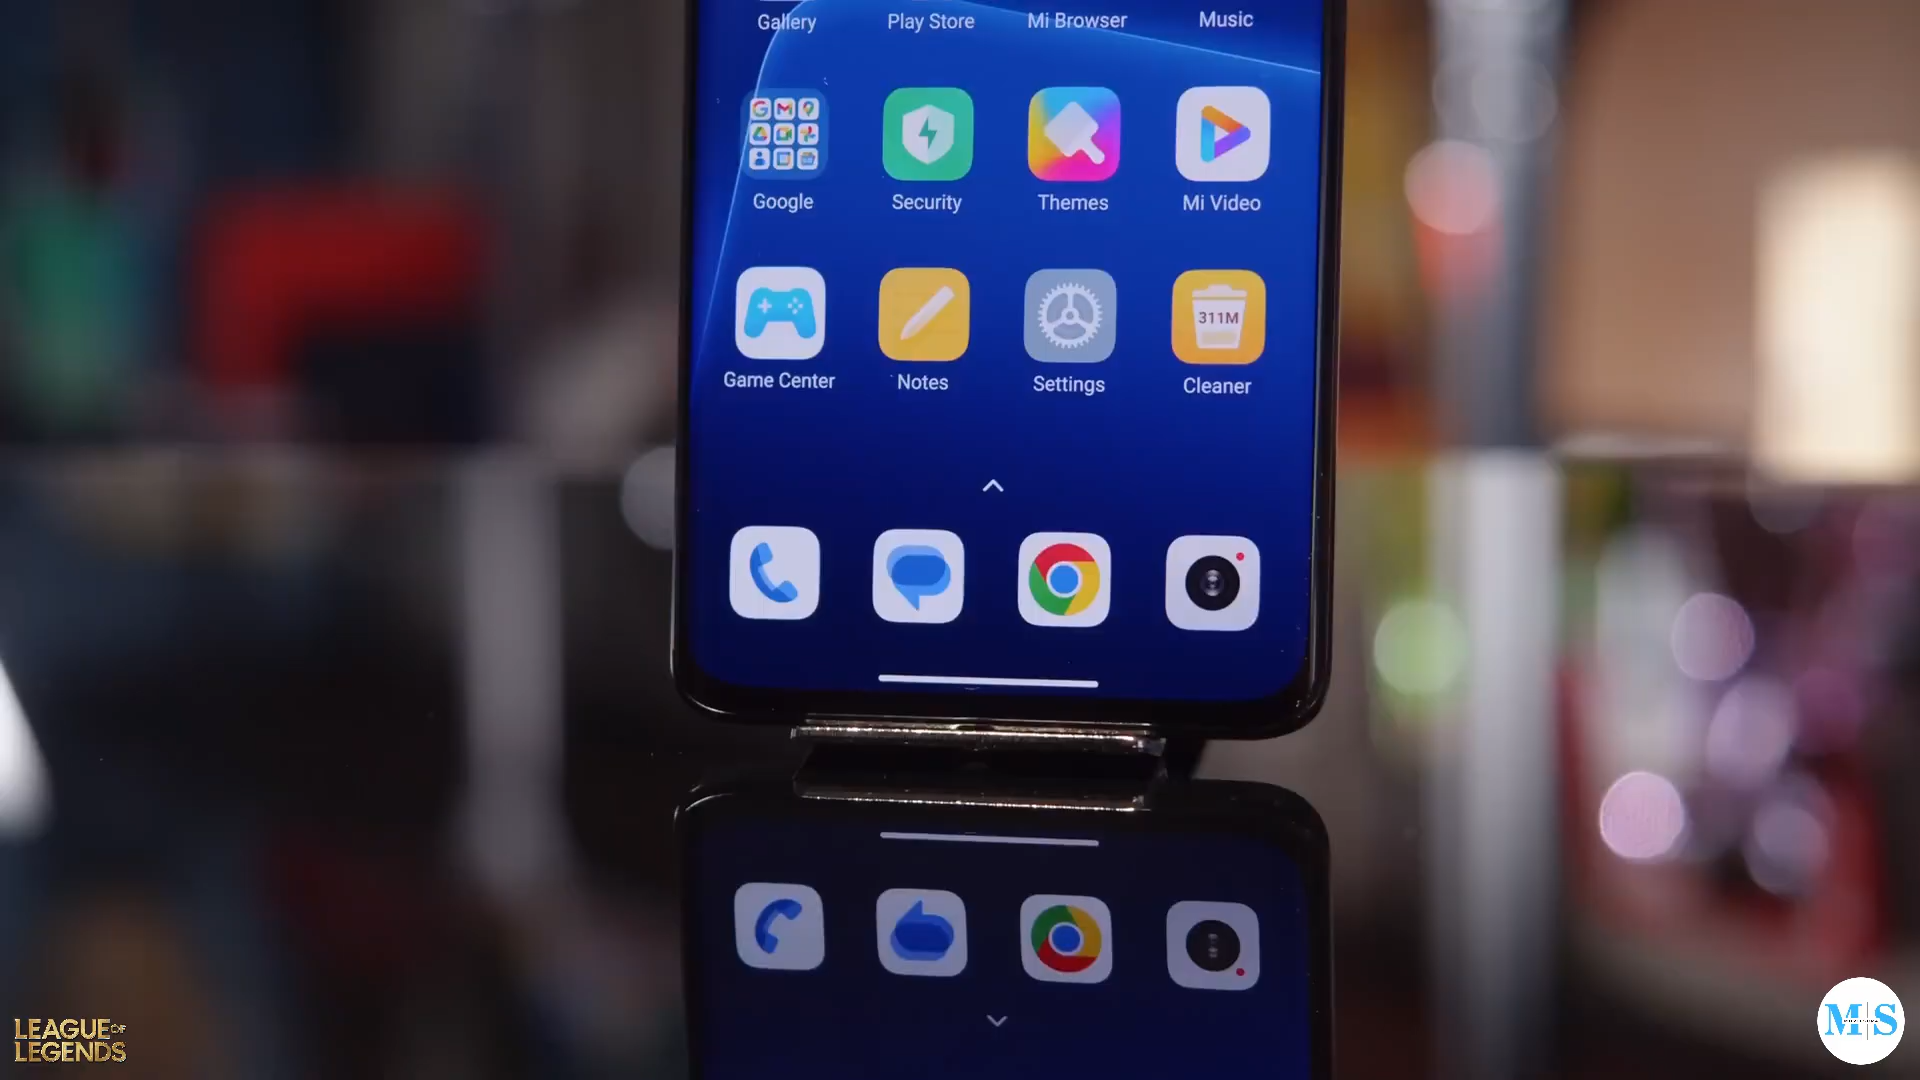 Gallery Play Store Mi Browser Music
Google Security Themes Mi Video
311M
Game Center Notes Settings Cleaner
LEAGUE OF
LEGENDS
M|S